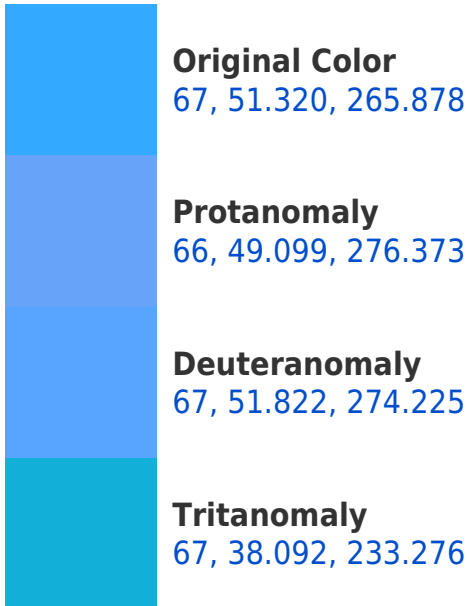 Original Color
67, 51.320, 265.878
Protanomaly
66, 49.099, 276.373
Deuteranomaly
67, 51.822, 274.225
Tritanomaly
67, 38.092, 233.276